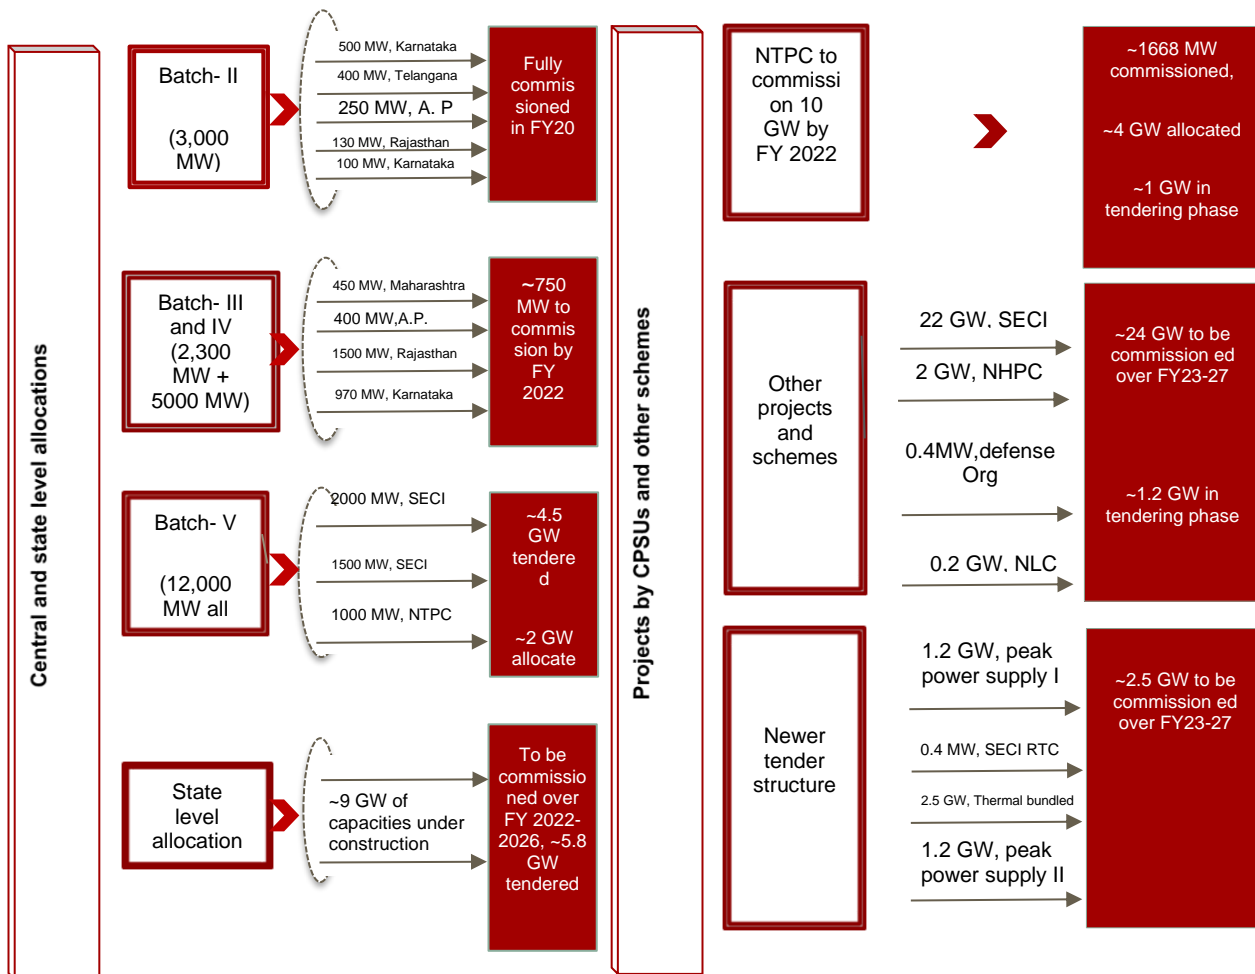 Central and state level allocations
Batch- II
(3,000
MW)
500 MW, Karnataka
400 MW, Telangana
250 MW, A. P
130 MW, Rajasthan
100 MW, Karnataka
Fully
commis
sioned
in FY20
Batch- III
and IV
(2,300
MW +
5000 MW)
450 MW, Maharashtra
400 MW,A.P.
1500 MW, Rajasthan
970 MW, Karnataka
~750
MW to
commis
sion by
FY
2022
Batch- V
(12,000
MW all
2000 MW, SECI
1500 MW, SECI
1000 MW, NTPC
~4.5
GW
tendere
d
~2 GW
allocate
State
level
allocation
~9 GW of
capacities under
construction
To be
commissio
ned over
FY 2022-
2026, ~5.8
GW
tendered
Projects by CPSUs and other schemes
NTPC to
commissi
on 10
GW by
FY 2022
~1668 MW
commissioned,
~4 GW allocated
~1 GW in
tendering phase
Other
projects
and
schemes
22 GW, SECI
2 GW, NHPC
0.4MW,defense
Org
0.2 GW, NLC
~24 GW to be
commission ed
over FY23-27
~1.2 GW in
tendering phase
Newer
tender
structure
1.2 GW, peak
power supply I
0.4 MW, SECI RTC
2.5 GW, Thermal bundled
1.2 GW, peak
power supply II
~2.5 GW to be
commission ed
over FY23-27